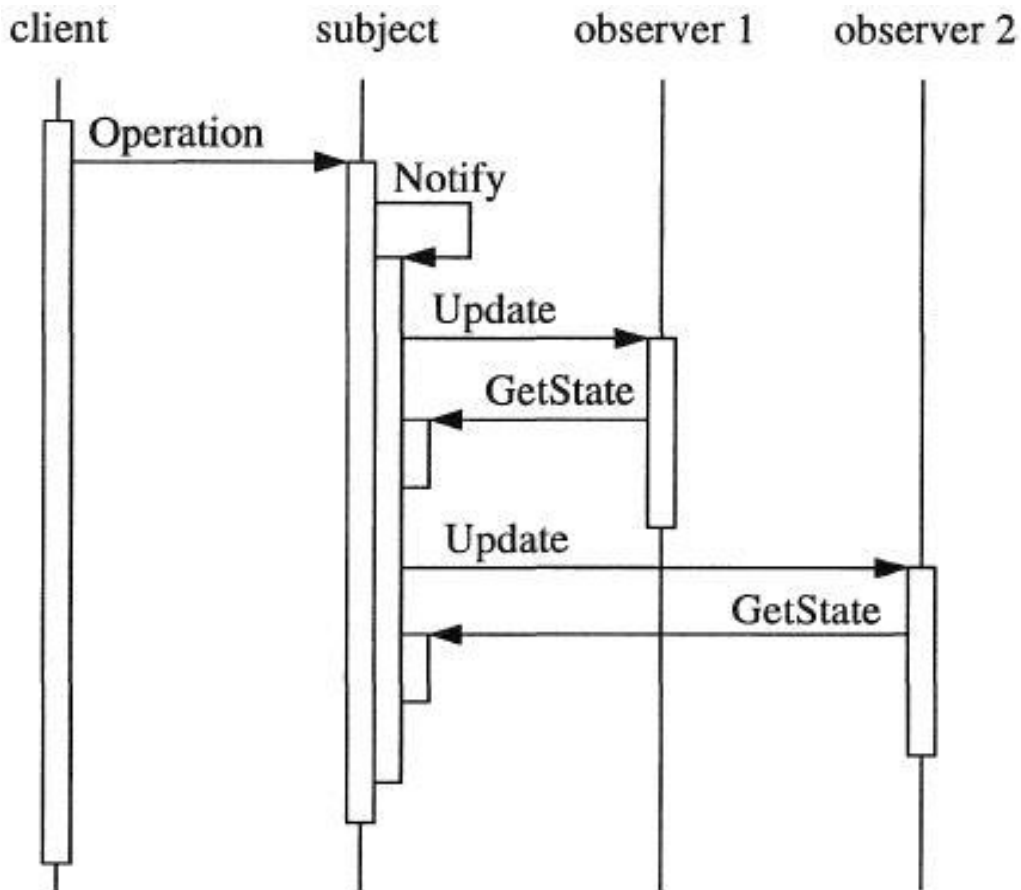 client subject observer 1 observer 2
Operation
Notify
Update
GetState
Update
GetState